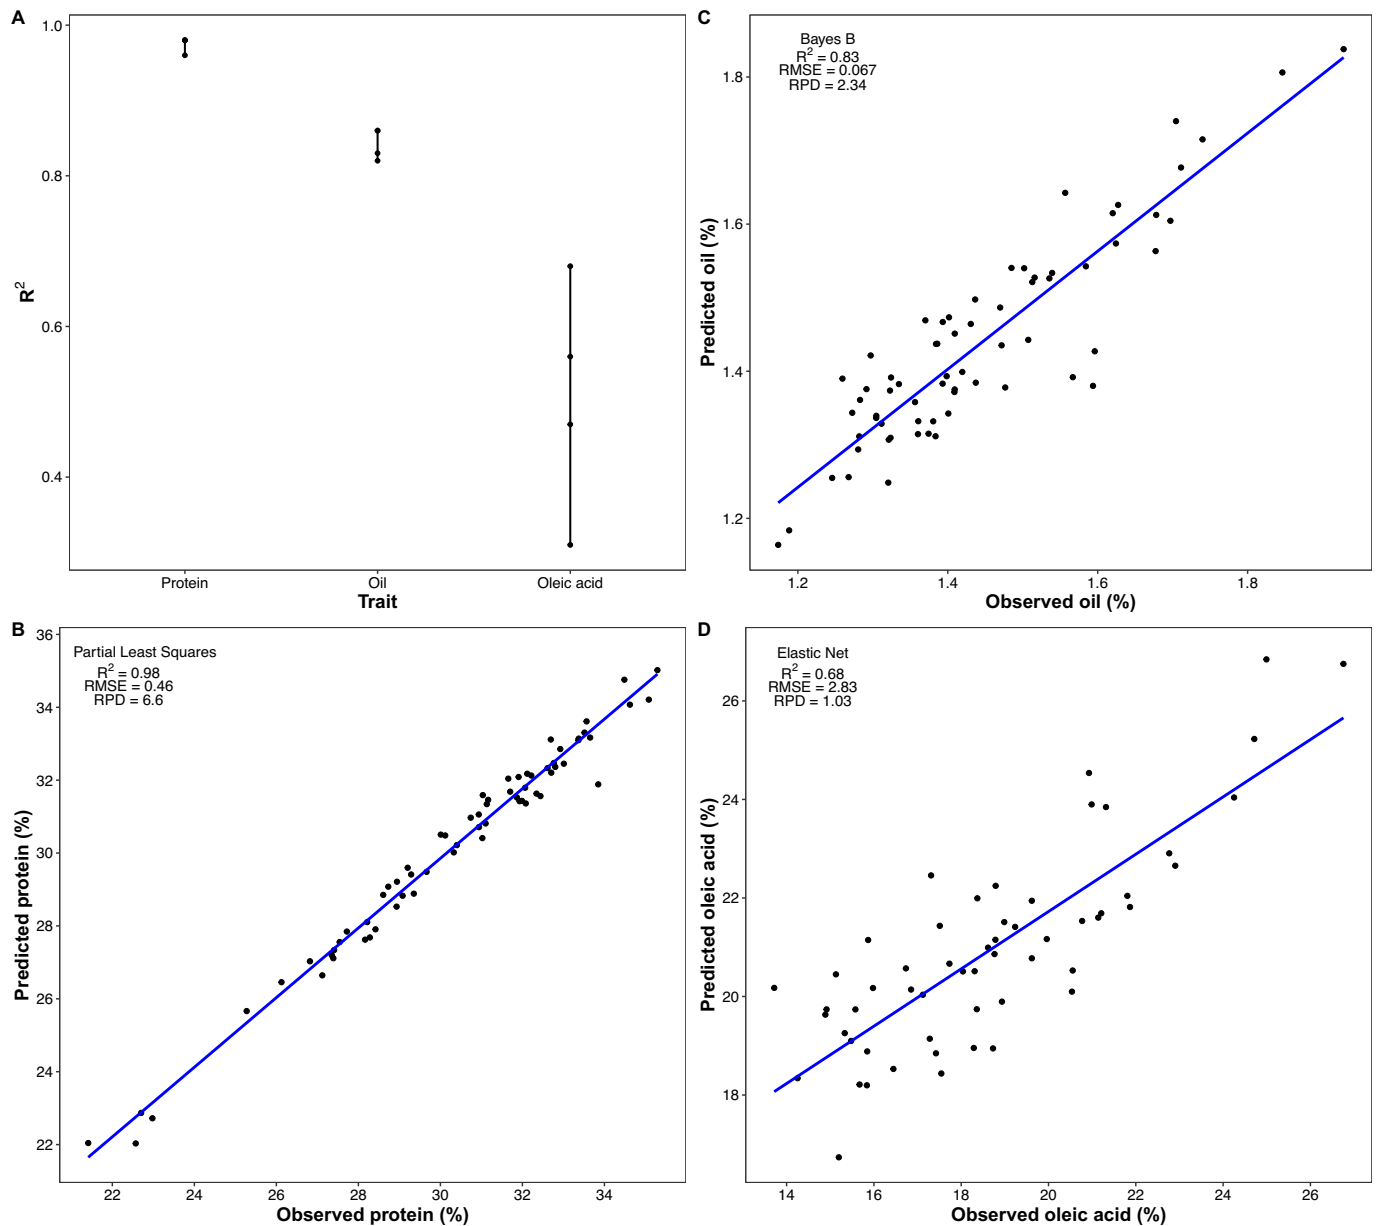 A
1.0
0.8
0.6
0.4
R²
Protein
Oil
Oleic acid
Trait
C
Bayes B
R² = 0.83
RMSE = 0.067
RPD = 2.34
1.8
1.6
1.4
1.2
Predicted oil (%)
1.2
1.4
1.6
1.8
Observed oil (%)
B
Partial Least Squares
R² = 0.98
RMSE = 0.46
RPD = 6.6
36
34
32
30
28
26
24
22
Predicted protein (%)
22
24
26
28
30
32
34
Observed protein (%)
D
Elastic Net
R² = 0.68
RMSE = 2.83
RPD = 1.03
26
24
22
20
18
Predicted oleic acid (%)
14
16
18
20
22
24
26
Observed oleic acid (%)